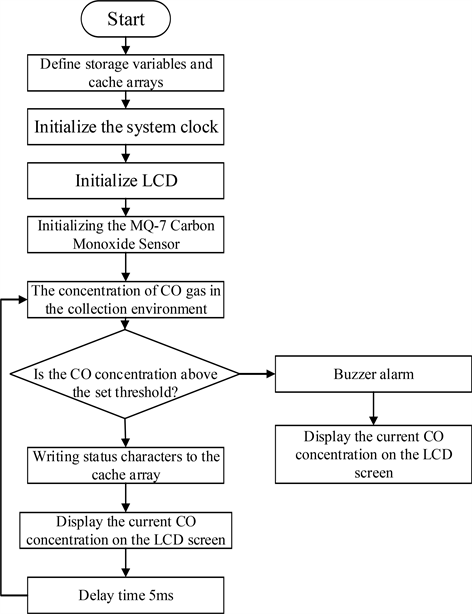 Start
Define storage variables and
cache arrays
Initialize the system clock
Initialize LCD
Initializing the MQ-7 Carbon
Monoxide Sensor
The concentration of CO gas in
the collection environment
Is the CO concentration above
the set threshold?
Buzzer alarm
Display the current CO
concentration on the LCD
screen
Writing status characters to the
cache array
Display the current CO
concentration on the LCD screen
Delay time 5ms